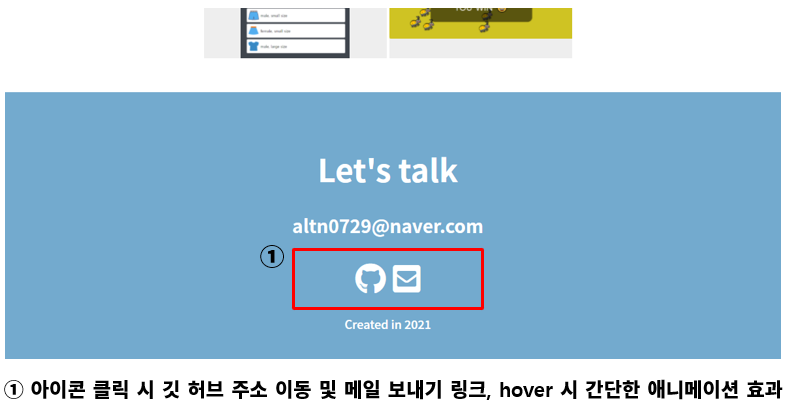 male, small size
female, small size
male, large size
YOU WIN
Let's talk
altn0729@naver.com
①
Created in 2021
① 아이콘 클릭 시 깃 허브 주소 이동 및 메일 보내기 링크, hover 시 간단한 애니메이션 효과